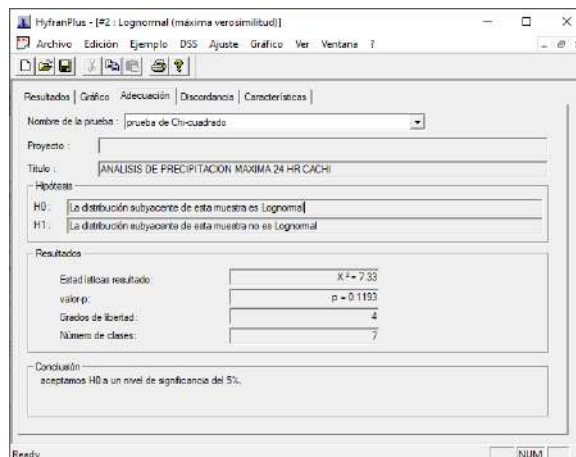 HyfranPlus - [#2 : Lognormal (máxima verosimilitud)]
Archivo Edición Ejemplo DSS Ajuste Gráfico Ver Ventana ?
Resultados Gráfico Adecuación Discordancia Características
Nombre de la prueba : prueba de Chi-cuadrado
Proyecto :
Título : ANALISIS DE PRECIPITACION MAXIMA 24 HR CACHI
Hipótesis
H0 : La distribución subyacente de esta muestra es Lognormal
H1 : La distribución subyacente de esta muestra no es Lognormal
Resultados
Estadísticas resultado: X² = 7.33
valor-p: p = 0.1193
Grados de libertad: 4
Número de clases: 7
Conclusión
aceptamos H0 a un nivel de significancia del 5%.
Ready NUM